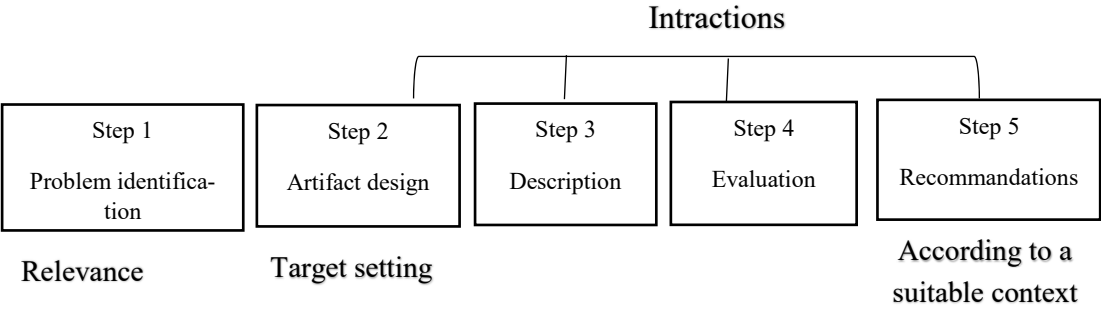 Intractions
Step 1
Problem identifica-
tion
Step 2
Artifact design
Step 3
Description
Step 4
Evaluation
Step 5
Recommandations
Relevance
Target setting
According to a
suitable context